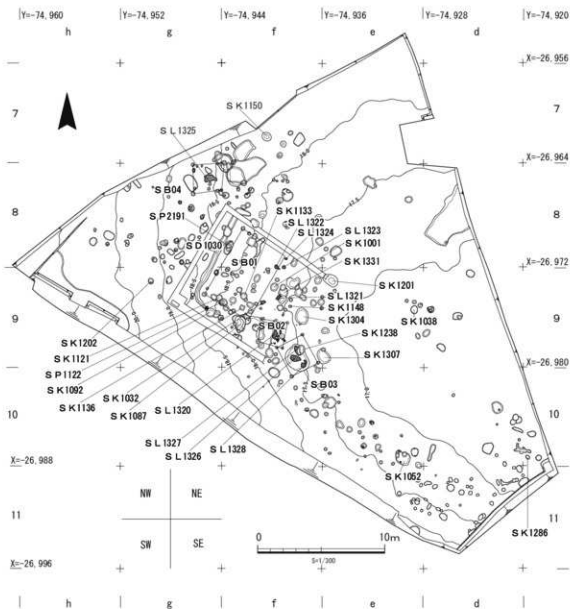 Y=-74,960 Y=-74,952 Y=-74,944 Y=-74,936 Y=-74,928 Y=-74,920
h g f e d
X=-26,956
7 7
SK1150
SL1325
X=-26,964
SB04
8 8
SK1133
SL1322
SP2191
SL1324
SL1323
SD1030
SK1001
SB01
SK1331
X=-26,972
SK1201
SL1321
SK1148
9 9
SK1304
SK1038
SK1202
SB02
SK1238
SK1121
SK1307
SP1122
X=-26,980
SK1092
SB03
SK1136
SK1032
SK1087
SL1320
10 10
SL1327
SL1326
SL1328
X=-26,988
SK1052
NW NE
11 11
SW SE
SK1286
0 10m
S=1/300
X=-26,996
h g f e d